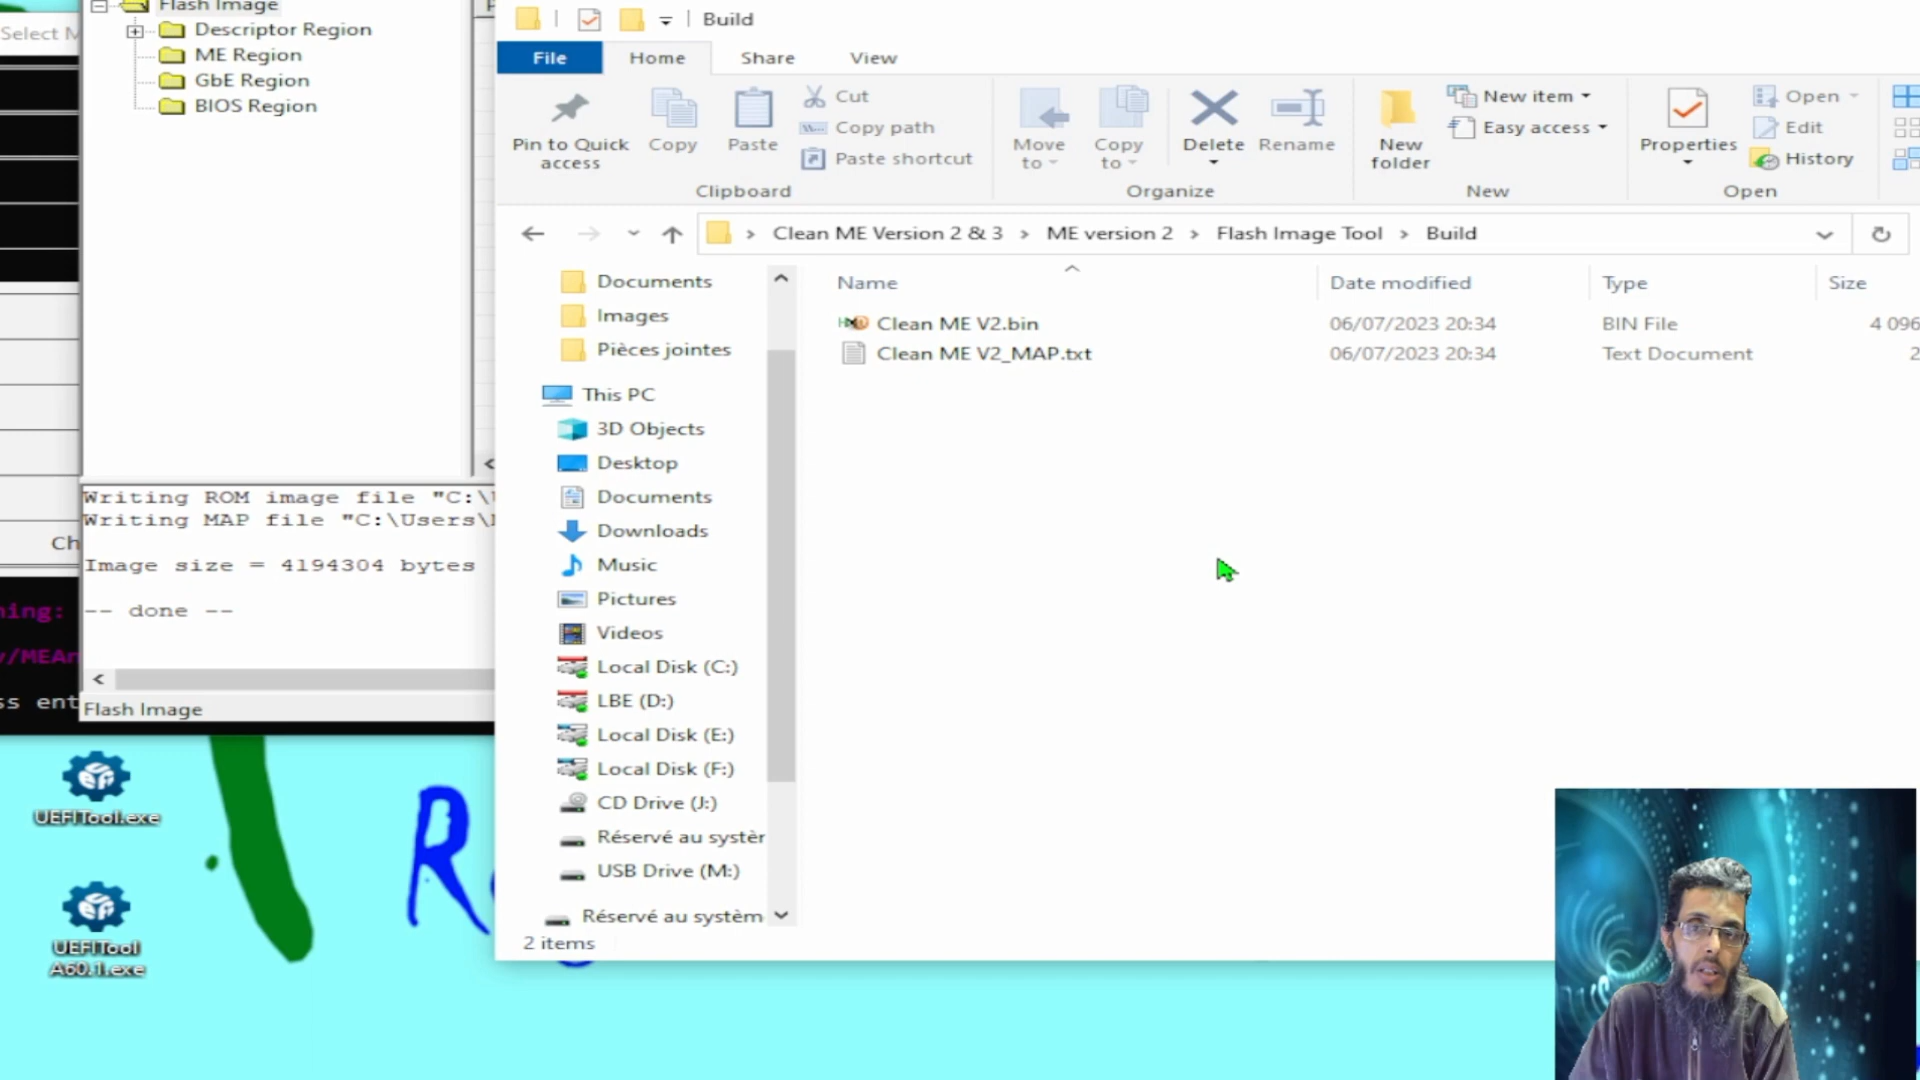 Select M
Flash Image
Descriptor Region
ME Region
GbE Region
BIOS Region
Writing ROM image file "C:\
Writing MAP file "C:\Users\
Image size = 4194304 bytes
-- done --
Flash Image
Ch
ning:
/MEAn
ss ent
UEFITool.exe
UEFITool
A60.1.exe
Build
File
Home
Share
View
Pin to Quick
access
Copy
Paste
Cut
Copy path
Paste shortcut
Clipboard
Move
to
Copy
to
Delete
Rename
Organize
New
folder
New item
Easy access
New
Properties
Open
Edit
History
Open
Clean ME Version 2 & 3 > ME version 2 > Flash Image Tool > Build
Documents
Images
Pièces jointes
This PC
3D Objects
Desktop
Documents
Downloads
Music
Pictures
Videos
Local Disk (C:)
LBE (D:)
Local Disk (E:)
Local Disk (F:)
CD Drive (J:)
Réservé au systèr
USB Drive (M:)
Réservé au système
2 items
Name Date modified Type Size
Clean ME V2.bin 06/07/2023 20:34 BIN File 4 096
Clean ME V2_MAP.txt 06/07/2023 20:34 Text Document 2